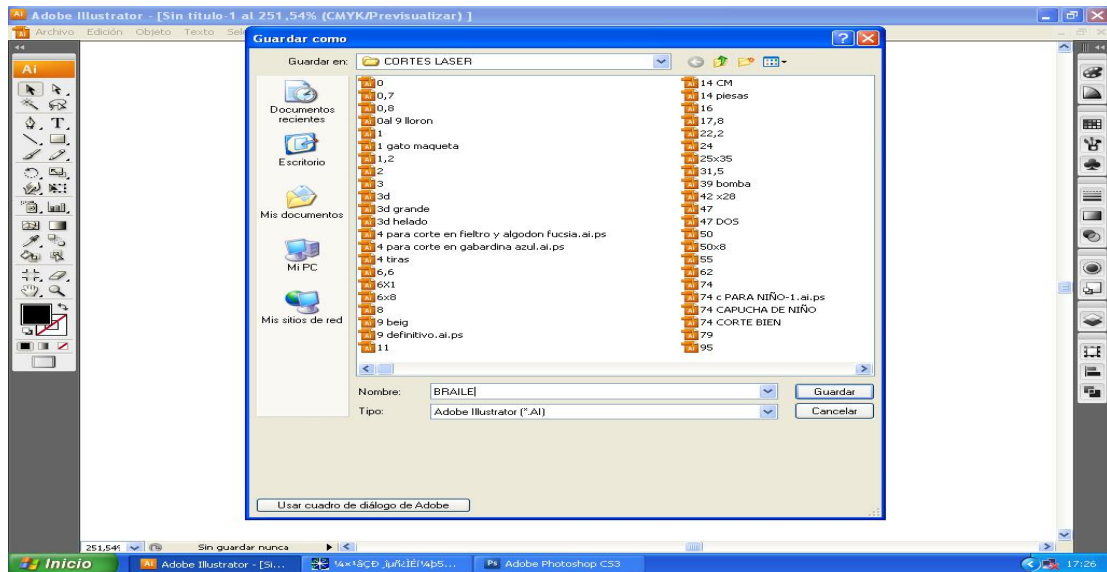 Adobe Illustrator - [Sin título-1 al 251,54% (CMYK/Previsualizar) ]
Archivo Edición Objeto Texto Sele
Guardar como
Guardar en: CORTES LASER
Ai
Documentos recientes
Escritorio
Mis documentos
Mi PC
Mis sitios de red
0
0,7
0,8
0al 9 lloron
1
1 gato maqueta
1,2
2
3
3d
3d grande
3d helado
4 para corte en fieltro y algodon fucsia.ai.ps
4 para corte en gabardina azul.ai.ps
4 tiras
6,6
6X1
6x8
8
9 beig
9 definitivo.ai.ps
11
14 CM
14 piesas
16
17,8
22,2
24
25x35
31,5
39 bomba
42 x28
47
47 DOS
50
50x8
55
62
74
74 c PARA NIÑO-1.ai.ps
74 CAPUCHA DE NIÑO
74 CORTE BIEN
79
95
Nombre: BRAILE Guardar
Tipo: Adobe Illustrator (*.AI) Cancelar
Usar cuadro de diálogo de Adobe
251,54% Sin guardar nunca
Inicio Adobe Illustrator - [Si... Ps Adobe Photoshop CS3 17:26